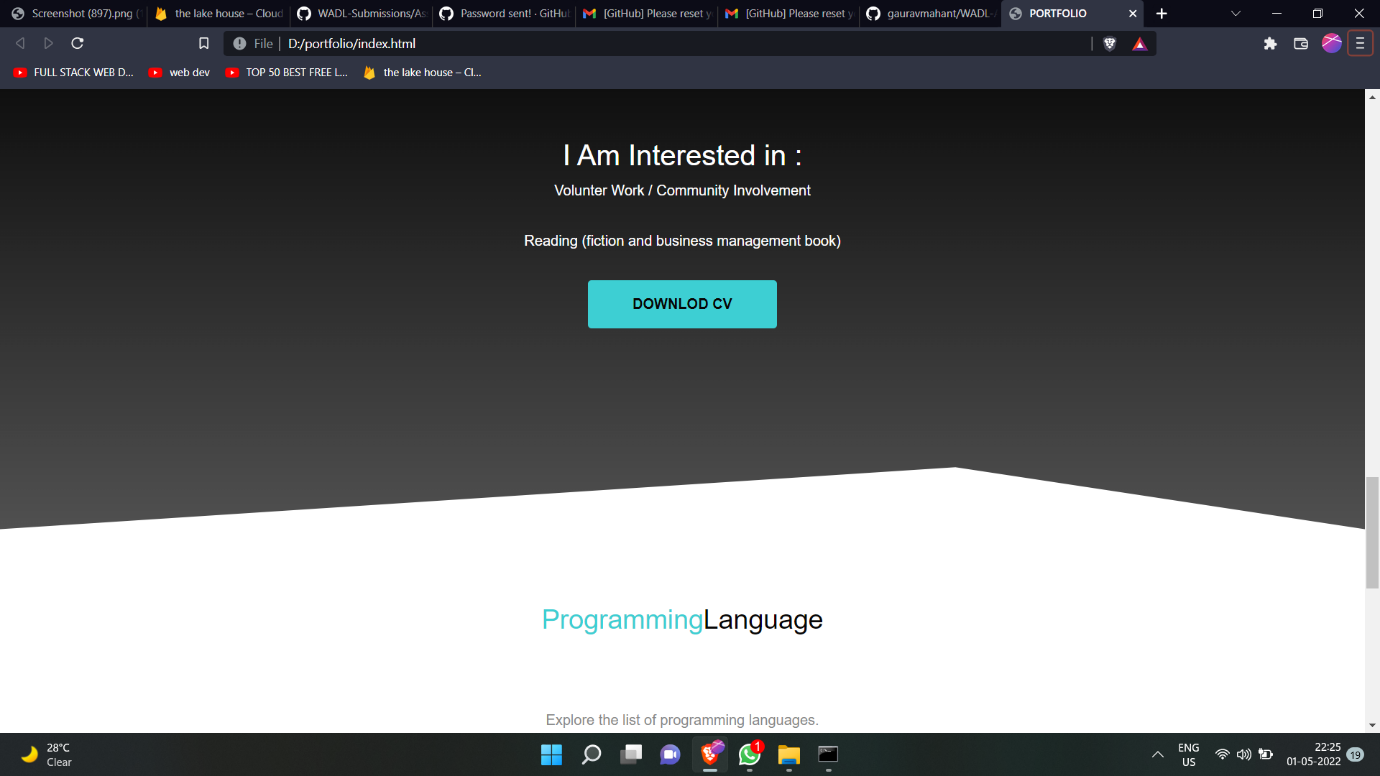 Screenshot (897).png (
the lake house – Cloud
WADL-Submissions/As
Password sent! · GitHub
[GitHub] Please reset y
[GitHub] Please reset y
gauravmahant/WADL-
PORTFOLIO
File
D:/portfolio/index.html
FULL STACK WEB D...
web dev
TOP 50 BEST FREE L...
the lake house – Cl...
I Am Interested in :
Volunter Work / Community Involvement
Reading (fiction and business management book)
DOWNLOD CV
ProgrammingLanguage
Explore the list of programming languages.
28°C
Clear
1
ENG
US
22:25
01-05-2022
19